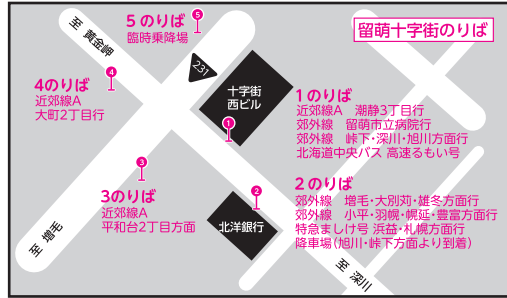 留萌十字街のりば
至 黄金岬
5のりば
臨時乗降場
5
231
4のりば
近郊線A
大町2丁目行
4
十字街
西ビル
1
1のりば
近郊線A 潮静3丁目行
郊外線 留萌市立病院行
郊外線 峠下・深川・旭川方面行
北海道中央バス 高速るもい号
3
3のりば
近郊線A
平和台2丁目方面
2
北洋銀行
2のりば
郊外線 増毛・大別苅・雄冬方面行
郊外線 小平・羽幌・幌延・豊富方面行
特急ましけ号 浜益・札幌方面行
降車場(旭川・峠下方面より到着)
至 増毛
至 深川